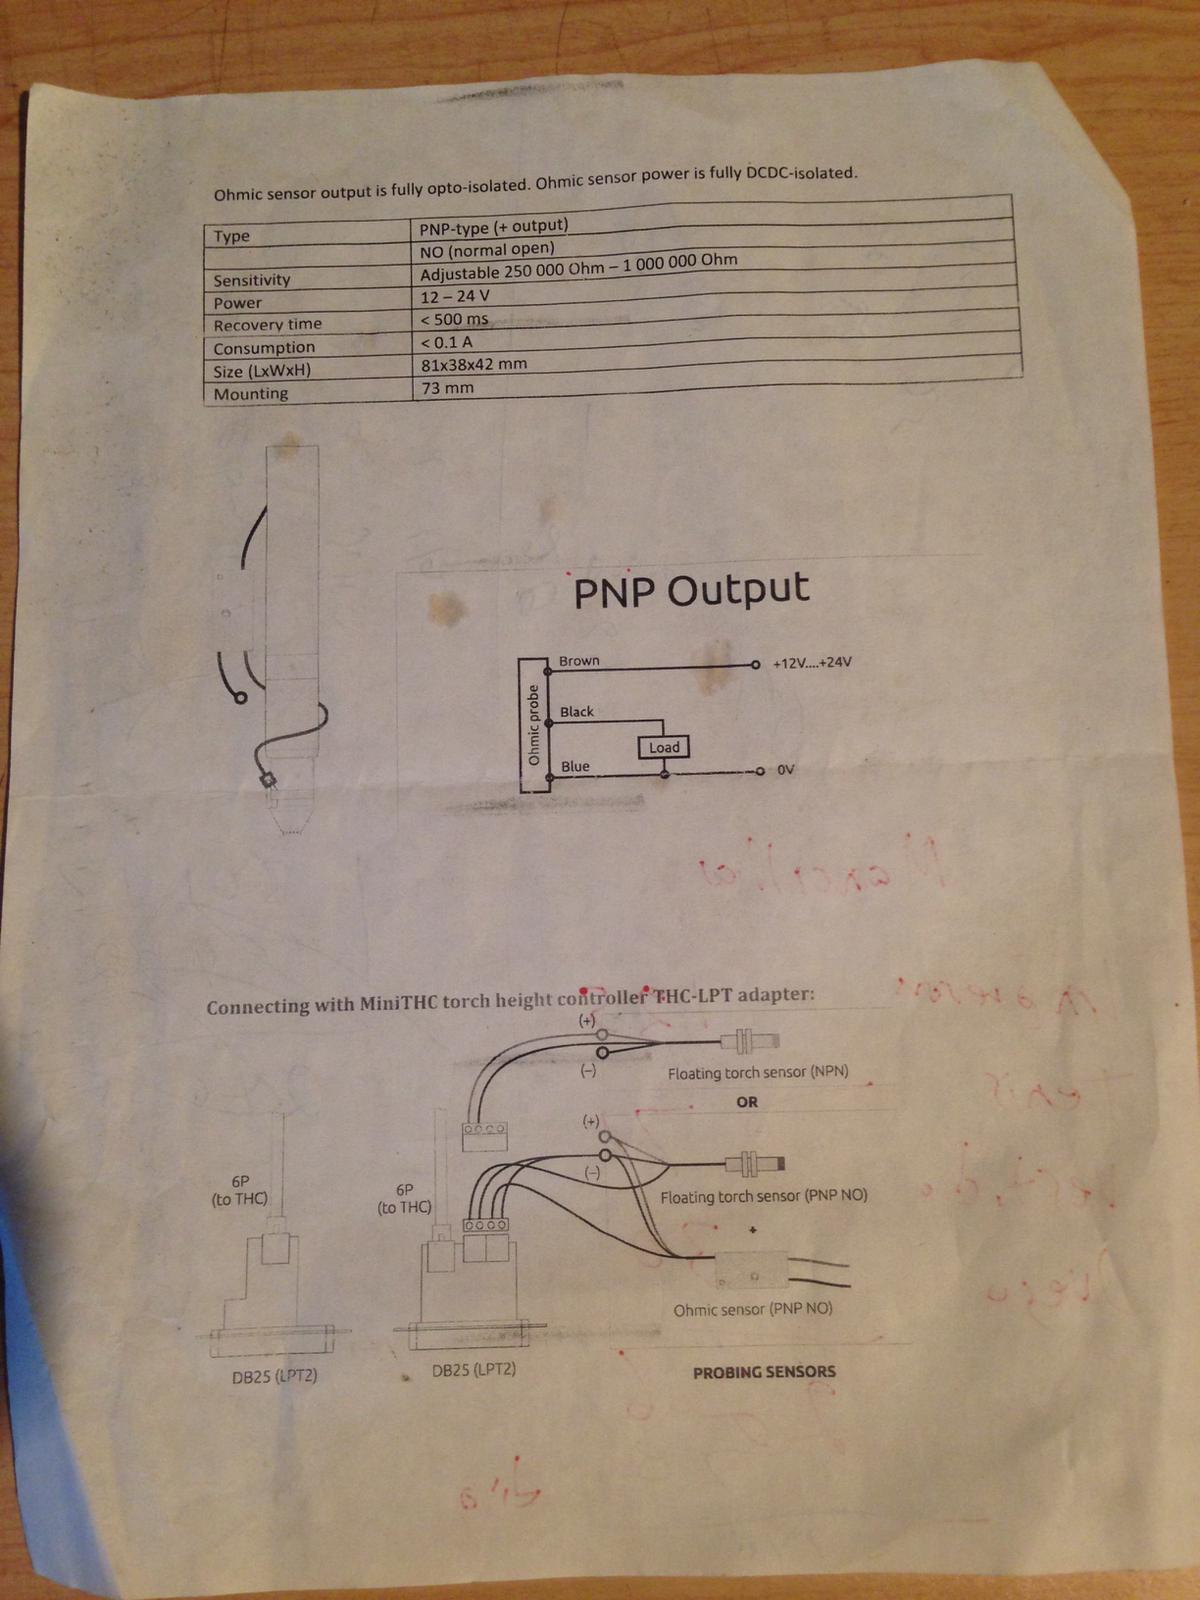 Ohmic sensor output is fully opto-isolated. Ohmic sensor power is fully DCDC-isolated.
Type PNP-type (+ output)
NO (normal open)
Sensitivity Adjustable 250 000 Ohm – 1 000 000 Ohm
Power 12 – 24 V
Recovery time < 500 ms
Consumption < 0.1 A
Size (LxWxH) 81x38x42 mm
Mounting 73 mm
PNP Output
Ohmic probe
Brown +12V....+24V
Black
Load
Blue 0V
Connecting with MiniTHC torch height controller THC-LPT adapter:
(+)
(–)
Floating torch sensor (NPN)
OR
(+)
(–)
6P
(to THC)
6P
(to THC)
Floating torch sensor (PNP NO)
+
Ohmic sensor (PNP NO)
DB25 (LPT2)
DB25 (LPT2)
PROBING SENSORS